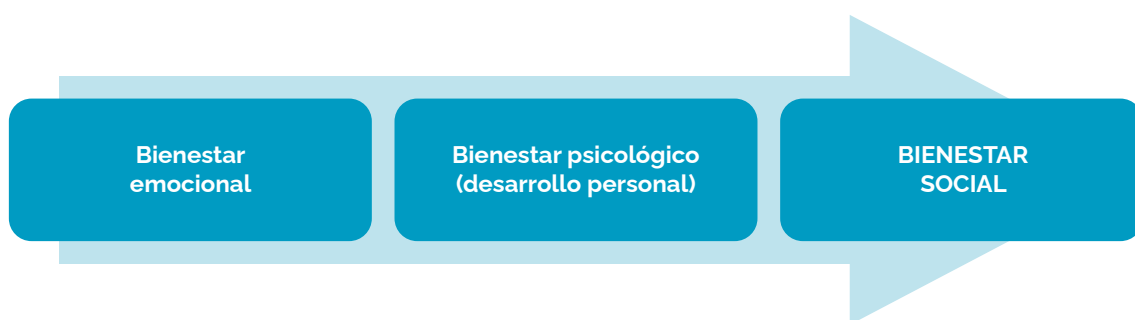 Bienestar
emocional
Bienestar psicológico
(desarrollo personal)
BIENESTAR
SOCIAL